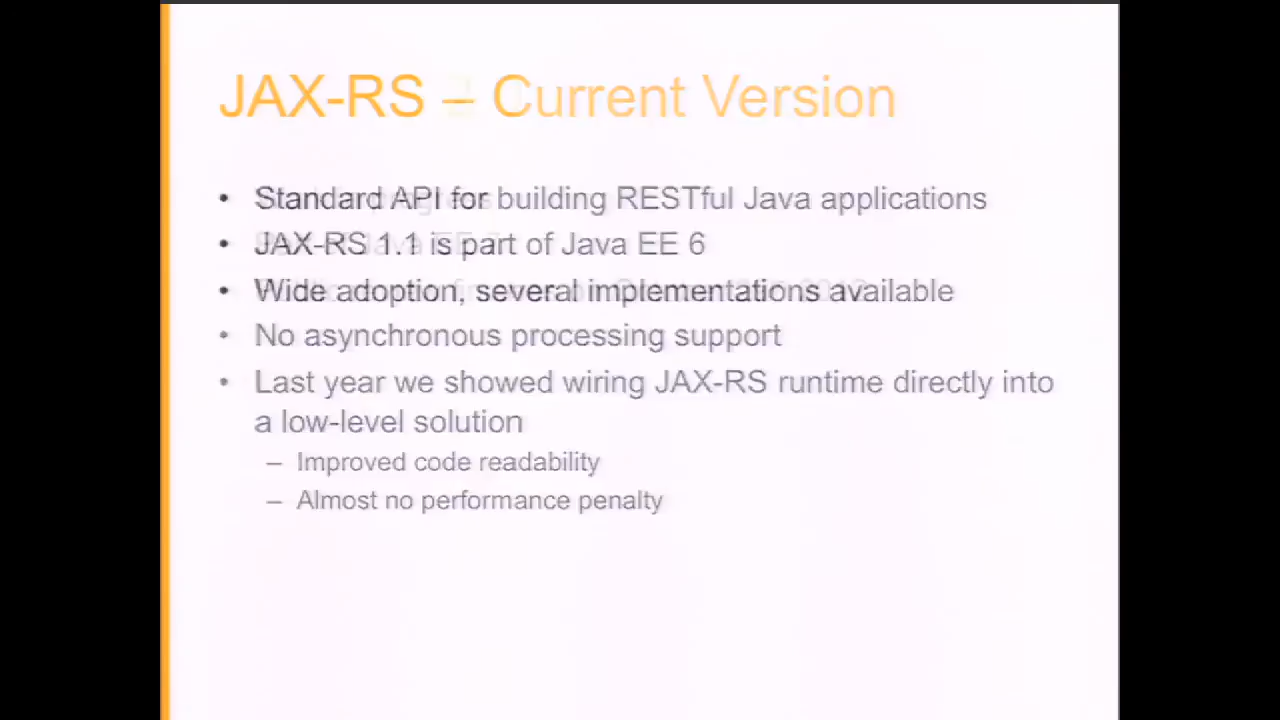 JAX-RS – Current Version
• Standard API for building RESTful Java applications
• JAX-RS 1.1 is part of Java EE 6
• Wide adoption, several implementations available
• No asynchronous processing support
• Last year we showed wiring JAX-RS runtime directly into
a low-level solution
– Improved code readability
– Almost no performance penalty